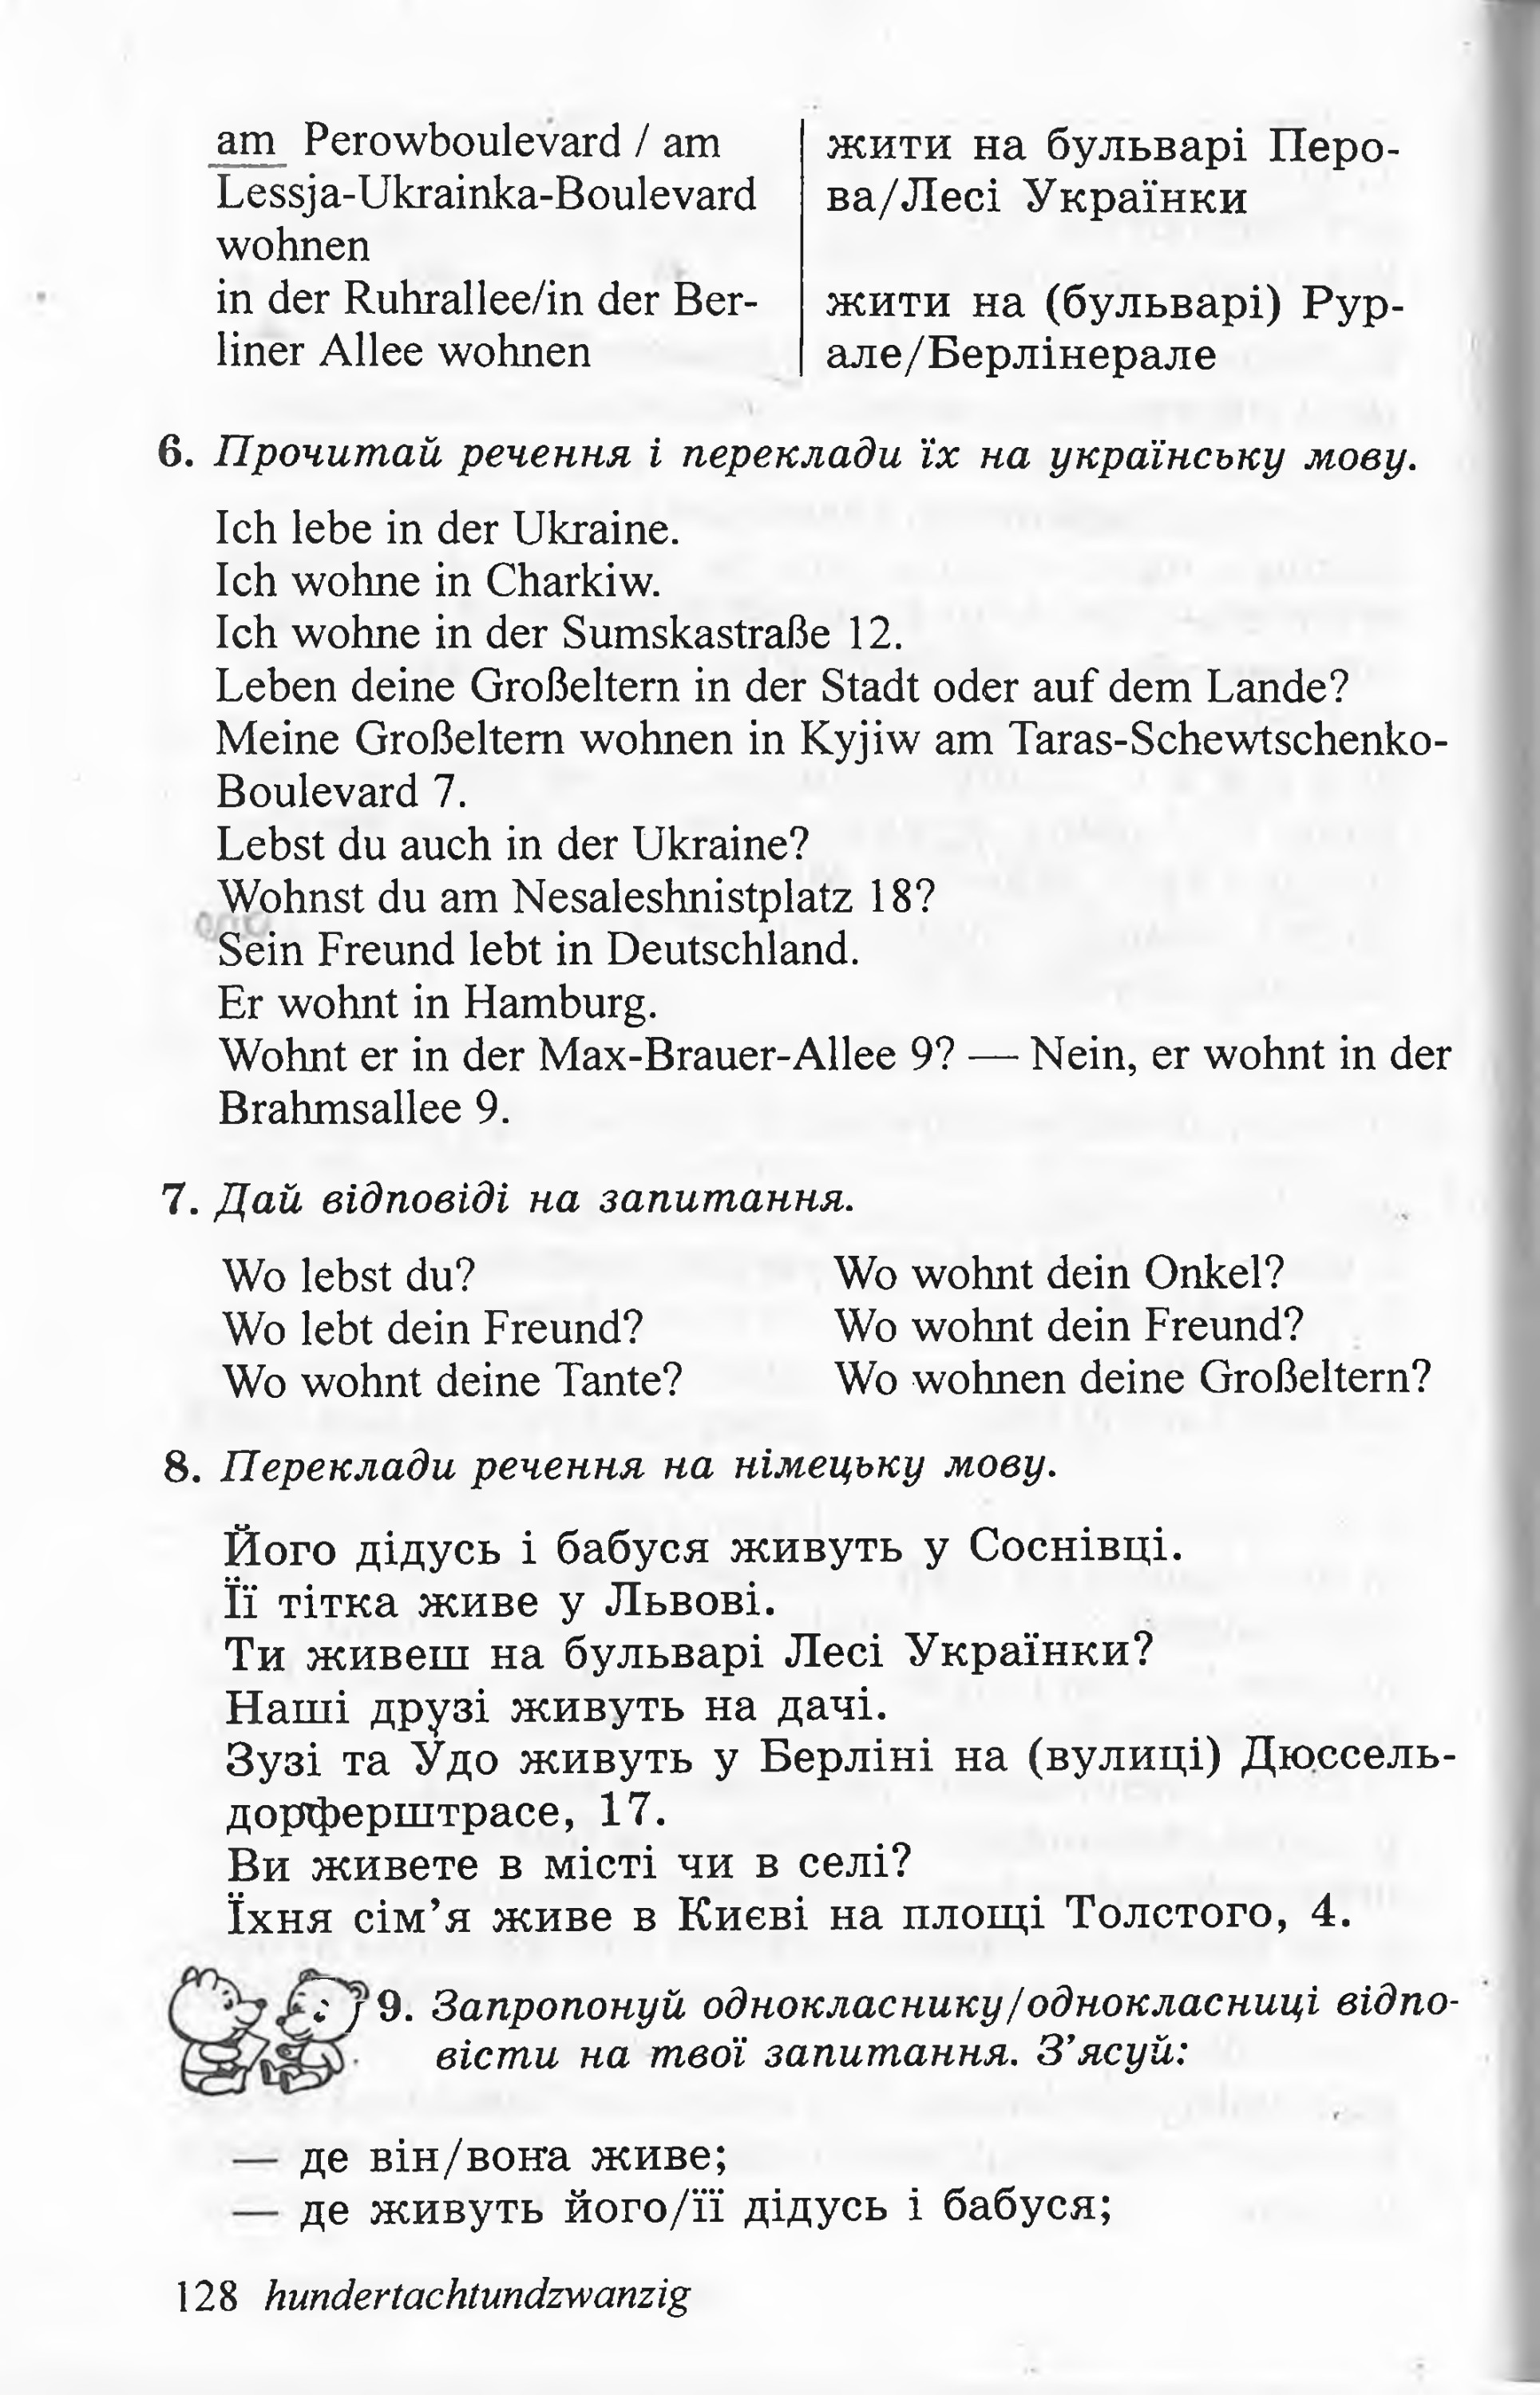 am Perowboulevard / am
Lessja-Ukrainka-Boulevard
wohnen
in der Ruhrallee/in der Ber-
liner Allee wohnen
жити на бульварі Перо-
ва/Лесі Українки
жити на (бульварі) Рур-
але/Берлінерале
6. Прочитай речення і переклади їх на українську мову.
Ich lebe in der Ukraine.
Ich wohne in Charkiw.
Ich wohne in der Sumskastraße 12.
Leben deine Großeltern in der Stadt oder auf dem Lande?
Meine Großeltern wohnen in Kyjiw am Taras-Schewtschenko-
Boulevard 7.
Lebst du auch in der Ukraine?
Wohnst du am Nesaleshnistplatz 18?
Sein Freund lebt in Deutschland.
Er wohnt in Hamburg.
Wohnt er in der Max-Brauer-Allee 9? — Nein, er wohnt in der
Brahmsallee 9.
7. Дай відповіді на запитання.
Wo lebst du?
Wo lebt dein Freund?
Wo wohnt deine Tante?
Wo wohnt dein Onkel?
Wo wohnt dein Freund?
Wo wohnen deine Großeltern?
8. Переклади речення на німецьку мову.
Його дідусь і бабуся живуть у Соснівці.
Її тітка живе у Львові.
Ти живеш на бульварі Лесі Українки?
Наші друзі живуть на дачі.
Зузі та Удо живуть у Берліні на (вулиці) Дюссель-
дорферштрасе, 17.
Ви живете в місті чи в селі?
Їхня сім’я живе в Києві на площі Толстого, 4.
9. Запропонуй однокласнику/однокласниці відпо-
вісти на твої запитання. З’ясуй:
— де він/вона живе;
— де живуть його/її дідусь і бабуся;
128 hundertachtundzwanzig